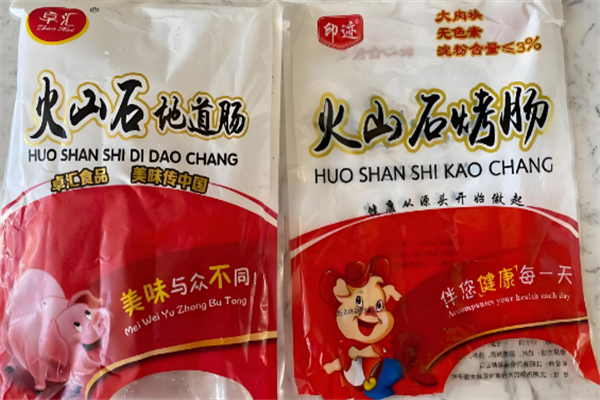 卓汇
Zhuo Hui
火山石地道肠
HUO SHAN SHI DI DAO CHANG
卓汇食品 美味传中国
美味与众不同
Mei Wei Yu Zhong Bu Tong
印迹
大肉块
无色素
淀粉含量≤3%
火山石烤肠
HUO SHAN SHI KAO CHANG
健康从源头开始做起
伴您健康每一天
Accompanies your health each day